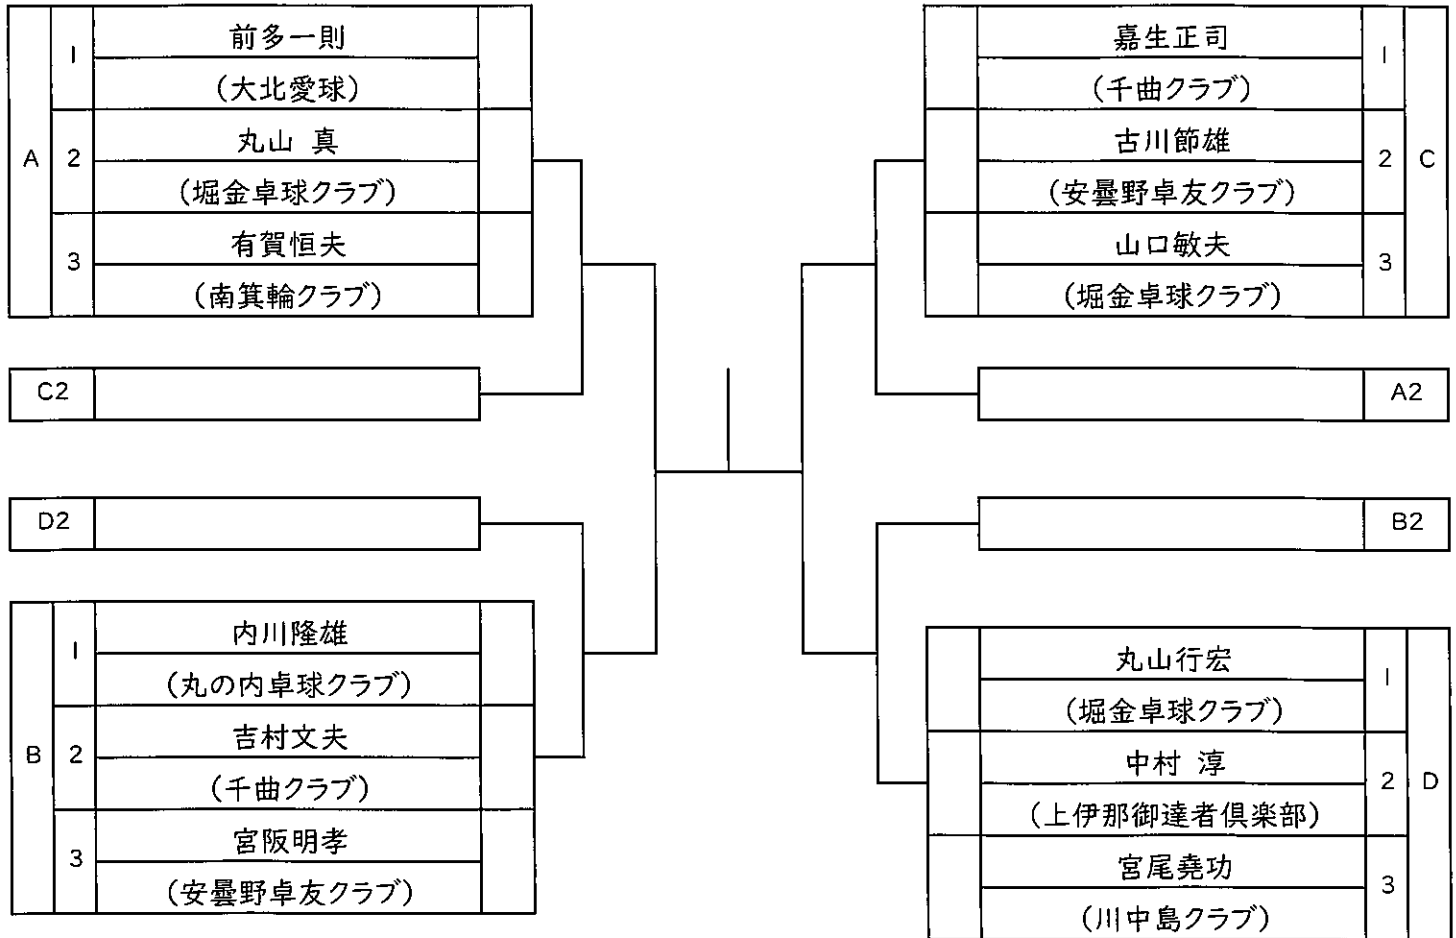 A
1
前多一則
(大北愛球)
2
丸山 真
(堀金卓球クラブ)
3
有賀恒夫
(南箕輪クラブ)
C2
D2
B
1
内川隆雄
(丸の内卓球クラブ)
2
吉村文夫
(千曲クラブ)
3
宮阪明孝
(安曇野卓友クラブ)
嘉生正司
(千曲クラブ)
1
古川節雄
(安曇野卓友クラブ)
2
C
山口敏夫
(堀金卓球クラブ)
3
A2
B2
丸山行宏
(堀金卓球クラブ)
1
中村 淳
(上伊那御達者倶楽部)
2
D
宮尾堯功
(川中島クラブ)
3